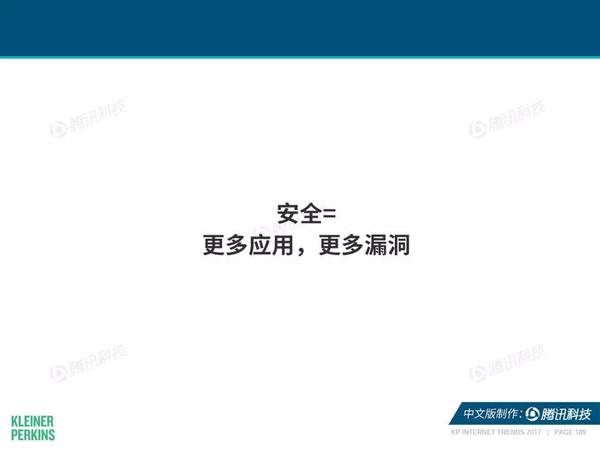 腾讯科技
腾讯科技
安全=
更多应用，更多漏洞
腾讯科技
腾讯科技
KLEINER
PERKINS
中文版制作：腾讯科技
KP INTERNET TRENDS 2017 | PAGE 189